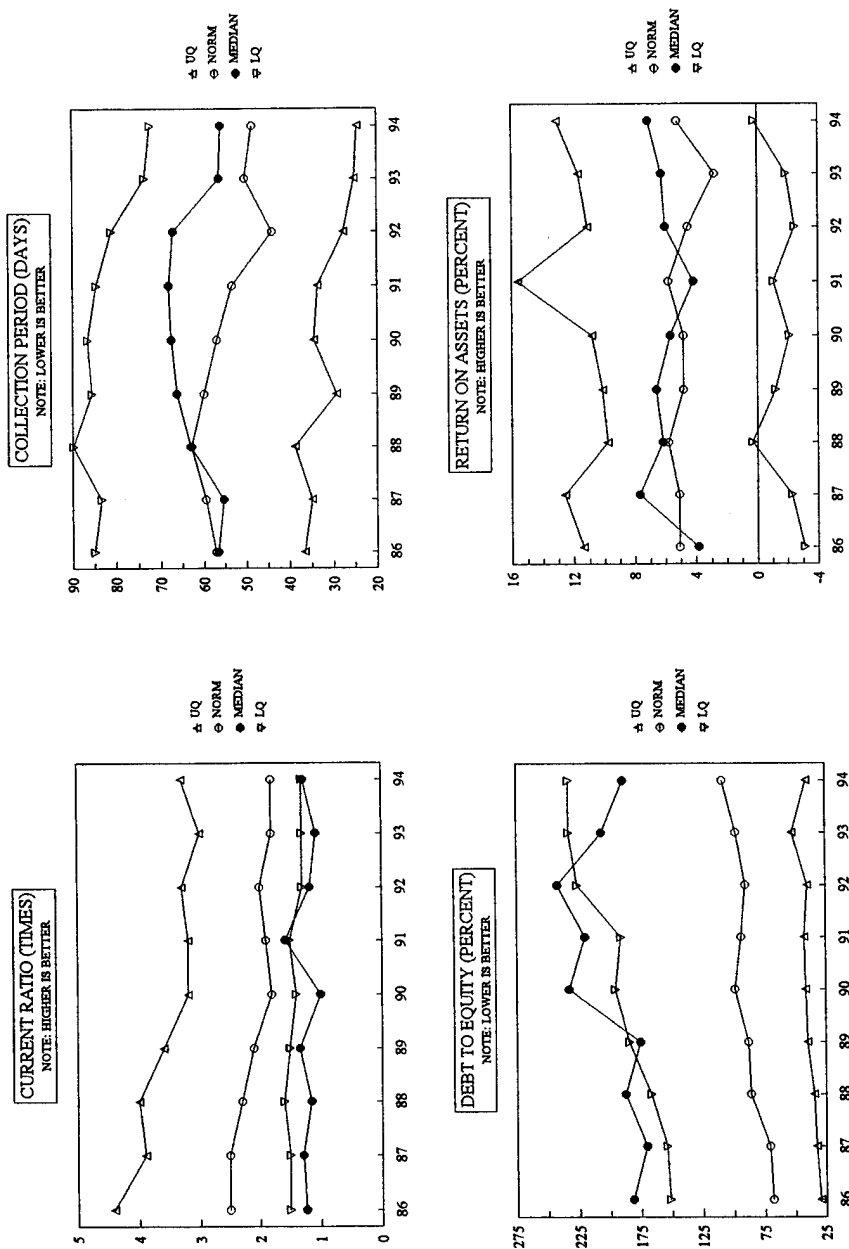 CURRENT RATIO (TIMES)
NOTE: HIGHER IS BETTER
5
4
3
2
1
0
86 87 88 89 90 91 92 93 94
UQ
NORM
MEDIAN
LQ
COLLECTION PERIOD (DAYS)
NOTE: LOWER IS BETTER
90
80
70
60
50
40
30
20
86 87 88 89 90 91 92 93 94
UQ
NORM
MEDIAN
LQ
DEBT TO EQUITY (PERCENT)
NOTE: LOWER IS BETTER
275
225
175
125
75
25
86 87 88 89 90 91 92 93 94
UQ
NORM
MEDIAN
LQ
RETURN ON ASSETS (PERCENT)
NOTE: HIGHER IS BETTER
16
12
8
4
0
-4
86 87 88 89 90 91 92 93 94
UQ
NORM
MEDIAN
LQ